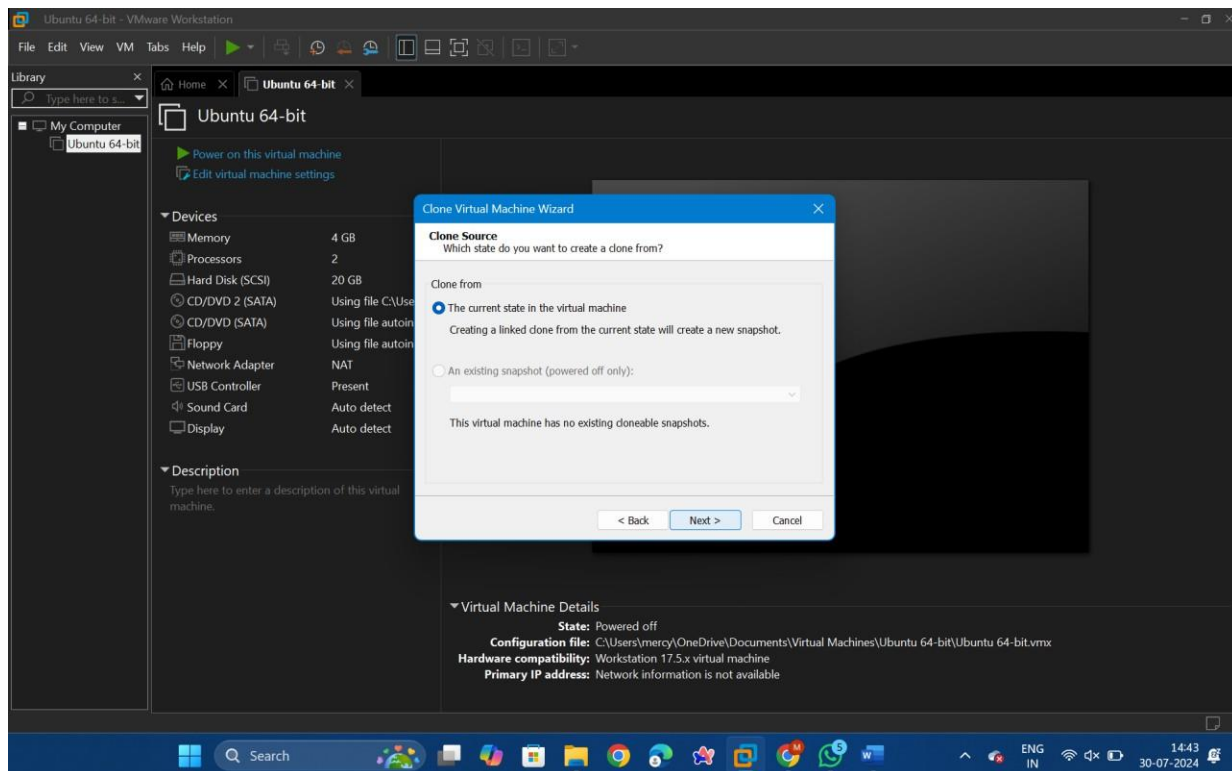 Ubuntu 64-bit - VMware Workstation
File Edit View VM Tabs Help
Library
Type here to s...
My Computer
Ubuntu 64-bit
Home
Ubuntu 64-bit
Ubuntu 64-bit
Power on this virtual machine
Edit virtual machine settings
Devices
Memory 4 GB
Processors 2
Hard Disk (SCSI) 20 GB
CD/DVD 2 (SATA) Using file C:\Use
CD/DVD (SATA) Using file autoin
Floppy Using file autoin
Network Adapter NAT
USB Controller Present
Sound Card Auto detect
Display Auto detect
Description
Type here to enter a description of this virtual
machine.
Clone Virtual Machine Wizard
Clone Source
Which state do you want to create a clone from?
Clone from
The current state in the virtual machine
Creating a linked clone from the current state will create a new snapshot.
An existing snapshot (powered off only):
This virtual machine has no existing cloneable snapshots.
< Back Next > Cancel
Virtual Machine Details
State: Powered off
Configuration file: C:\Users\mercy\OneDrive\Documents\Virtual Machines\Ubuntu 64-bit\Ubuntu 64-bit.vmx
Hardware compatibility: Workstation 17.5.x virtual machine
Primary IP address: Network information is not available
Search
ENG
IN
14:43
30-07-2024